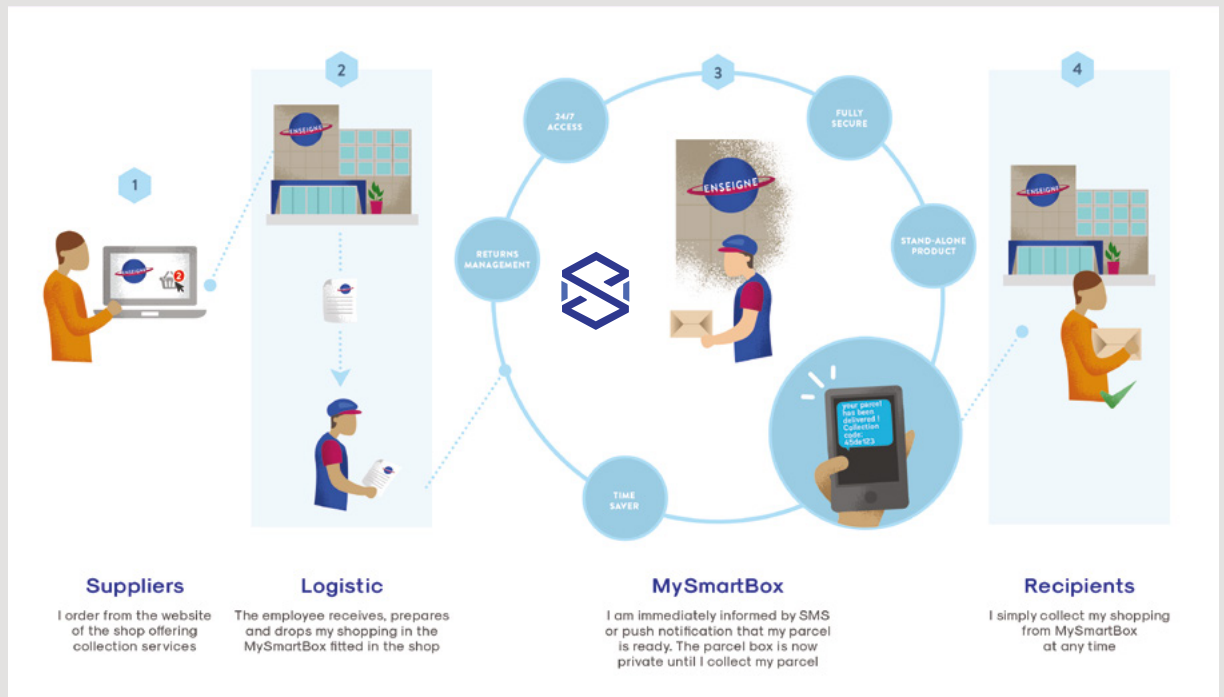 1
ENSEIGNE
2
Suppliers
I order from the website
of the shop offering
collection services
2
ENSEIGNE
Logistic
The employee receives, prepares
and drops my shopping in the
MySmartBox fitted in the shop
3
24/7
ACCESS
FULLY
SECURE
RETURNS
MANAGEMENT
ENSEIGNE
STAND-ALONE
PRODUCT
TIME
SAVER
your parcel
has been
delivered !
Collection
code:
45de123
MySmartBox
I am immediately informed by SMS
or push notification that my parcel
is ready. The parcel box is now
private until I collect my parcel
4
ENSEIGNE
Recipients
I simply collect my shopping
from MySmartBox
at any time